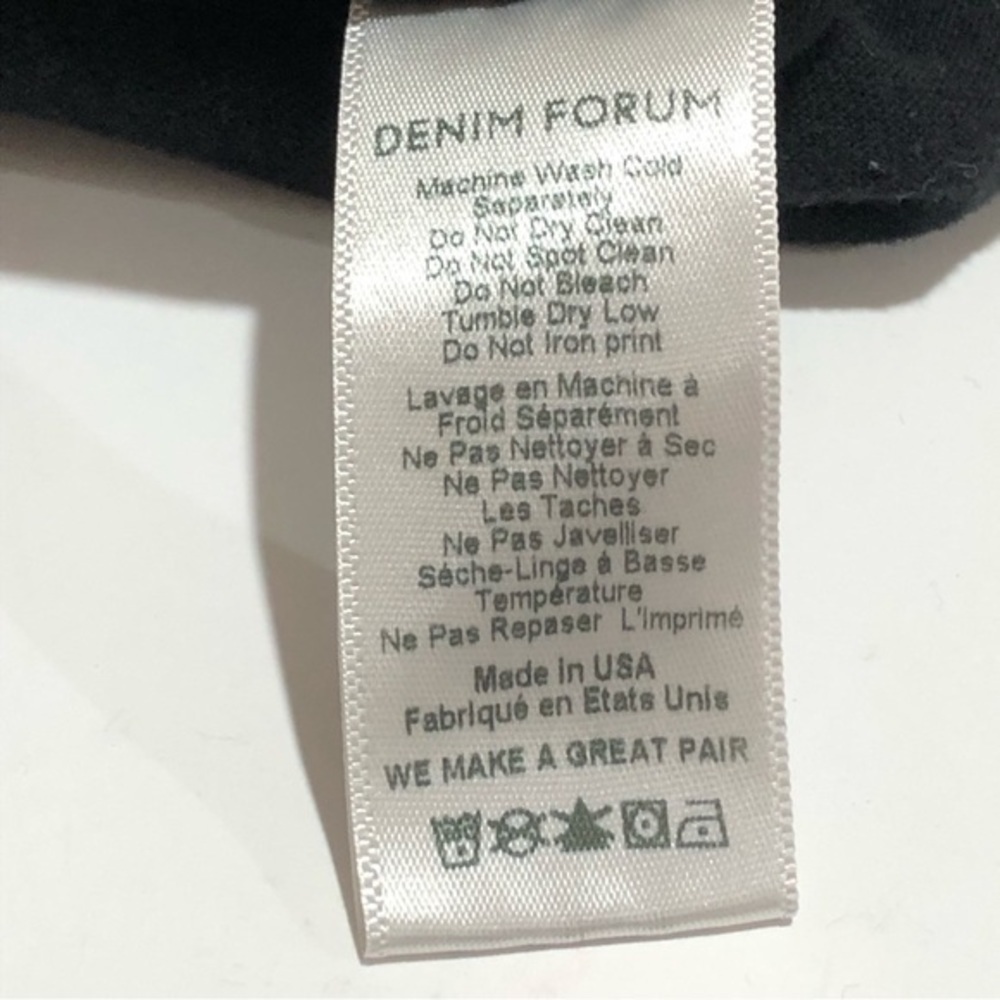 DENIM FORUM
Machine Wash Cold
Separately
Do Not Dry Clean
Do Not Spot Clean
Do Not Bleach
Tumble Dry Low
Do Not Iron print
Lavage en Machine à
Froid Séparément
Ne Pas Nettoyer à Sec
Ne Pas Nettoyer
Les Taches
Ne Pas Javelliser
Séche-Linge à Basse
Température
Ne Pas Repaser L'Imprimé
Made in USA
Fabriqué en Etats Unis
WE MAKE A GREAT PAIR